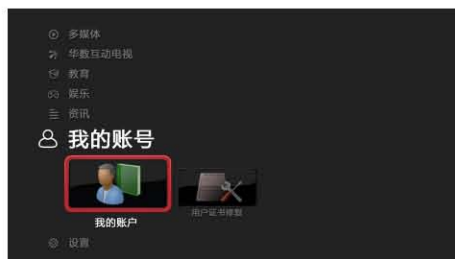 多媒体
华数互动电视
教育
娱乐
资讯
我的账号
我的账户
用户证书修复
设置